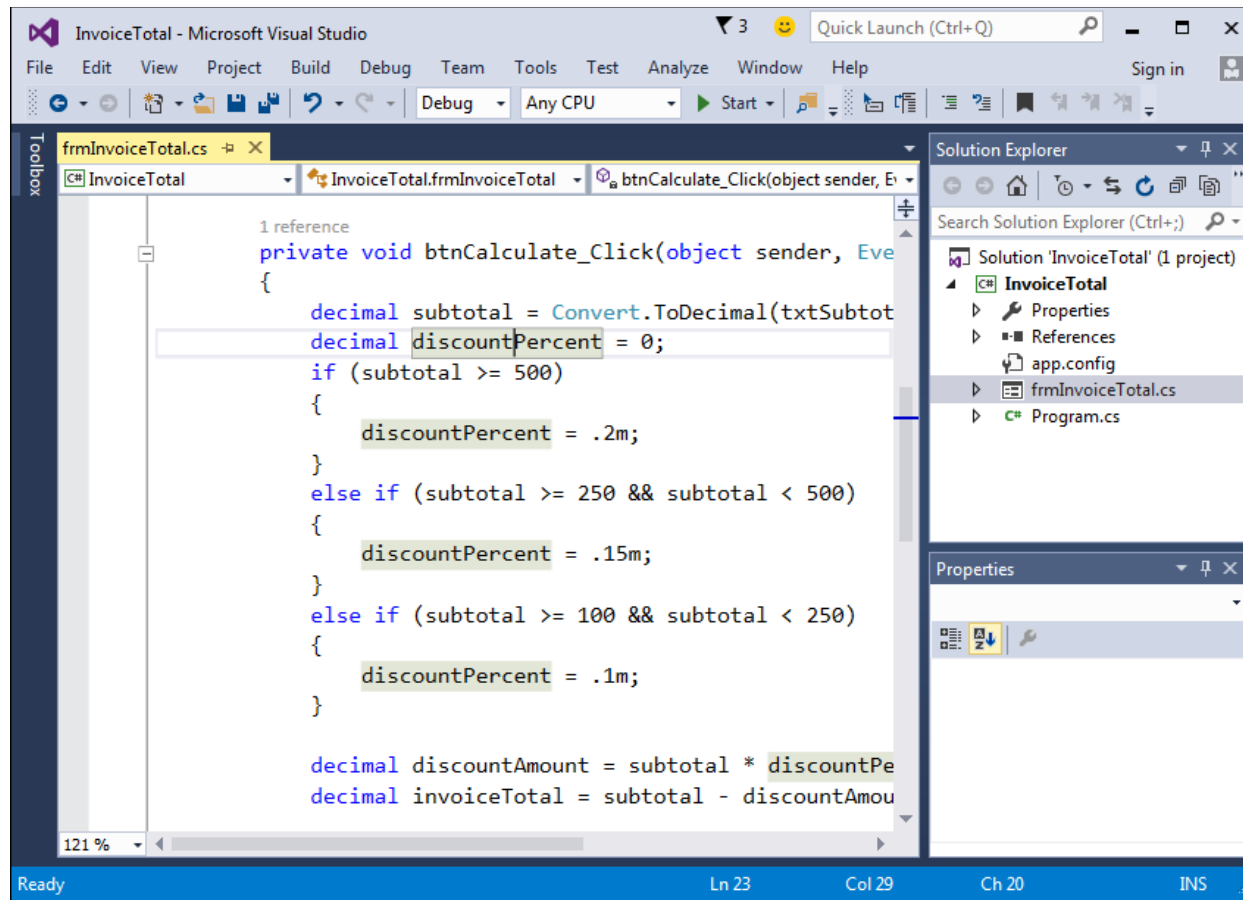 InvoiceTotal - Microsoft Visual Studio
3
Quick Launch (Ctrl+Q)
File Edit View Project Build Debug Team Tools Test Analyze Window Help
Sign in
Debug
Any CPU
Start
Toolbox
frmInvoiceTotal.cs
C# InvoiceTotal
InvoiceTotal.frmInvoiceTotal
btnCalculate_Click(object sender, Ev
1 reference
private void btnCalculate_Click(object sender, Eve
{
decimal subtotal = Convert.ToDecimal(txtSubtot
decimal discountPercent = 0;
if (subtotal >= 500)
{
discountPercent = .2m;
}
else if (subtotal >= 250 && subtotal < 500)
{
discountPercent = .15m;
}
else if (subtotal >= 100 && subtotal < 250)
{
discountPercent = .1m;
}
decimal discountAmount = subtotal * discountPe
decimal invoiceTotal = subtotal - discountAmou
121 %
Solution Explorer
Search Solution Explorer (Ctrl+;)
Solution 'InvoiceTotal' (1 project)
C# InvoiceTotal
Properties
References
app.config
frmInvoiceTotal.cs
C# Program.cs
Properties
Ready
Ln 23
Col 29
Ch 20
INS